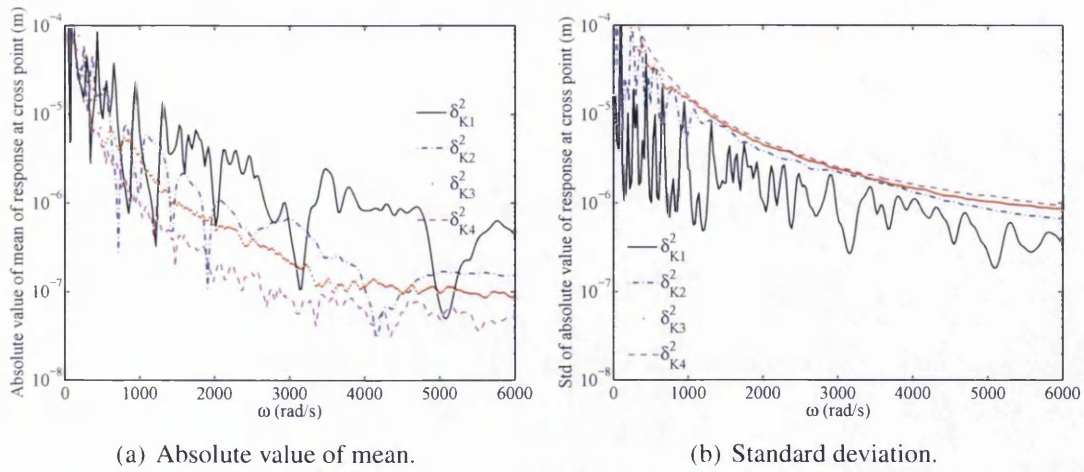 Absolute value of mean of response at cross point (m)
10⁻⁴
10⁻⁵
10⁻⁶
10⁻⁷
10⁻⁸
0
1000
2000
3000
4000
5000
6000
ω (rad/s)
δ²K1
δ²K2
δ²K3
δ²K4
(a) Absolute value of mean.
Std of absolute value of response at cross point (m)
10⁻⁴
10⁻⁵
10⁻⁶
10⁻⁷
10⁻⁸
0
1000
2000
3000
4000
5000
6000
ω (rad/s)
δ²K1
δ²K2
δ²K3
δ²K4
(b) Standard deviation.